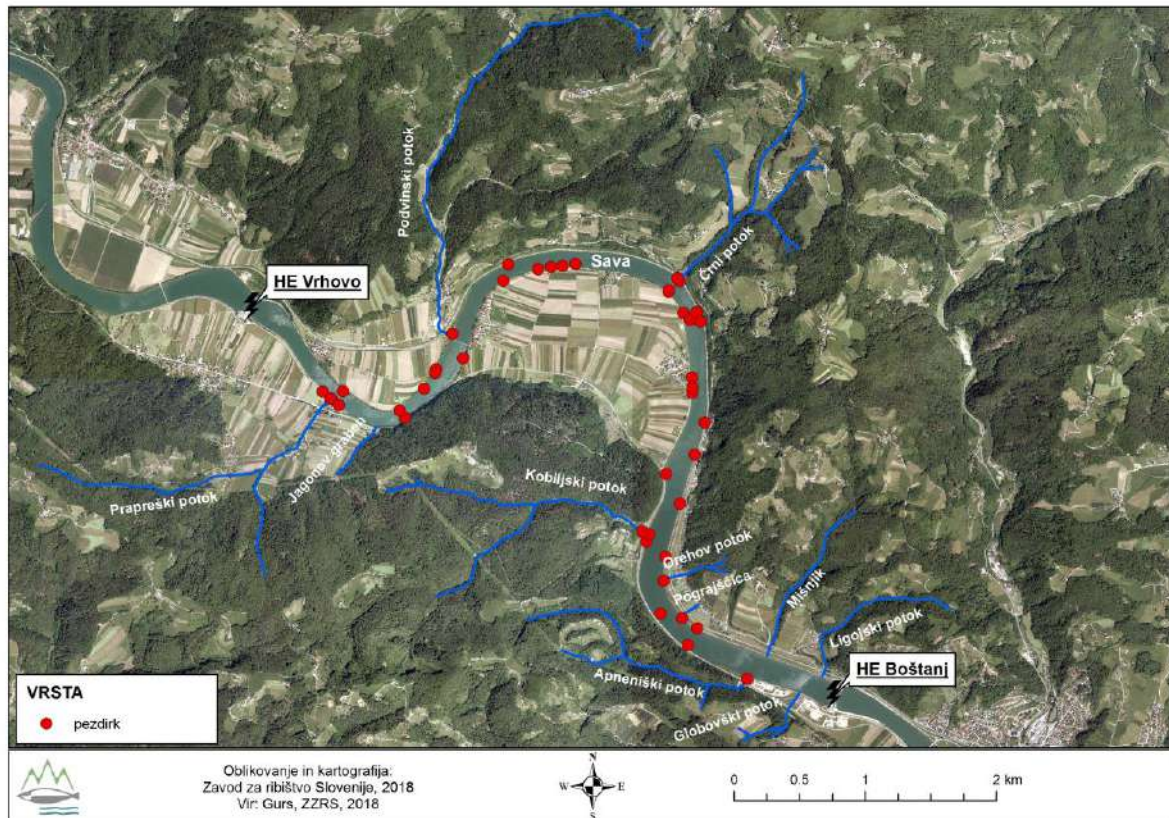 Podvinski potok
Črni potok
Sava
HE Vrhovo
Jagonev graben
Prapreški potok
Kobiljski potok
Orehov potok
Pograjščica
Mišnjik
Ligojski potok
HE Boštanj
Apneniški potok
Globovški potok
VRSTA
pezdirk
Oblikovanje in kartografija:
Zavod za ribištvo Slovenije, 2018
Vir: Gurs, ZZRS, 2018
N
W E
S
0 0.5 1 2 km